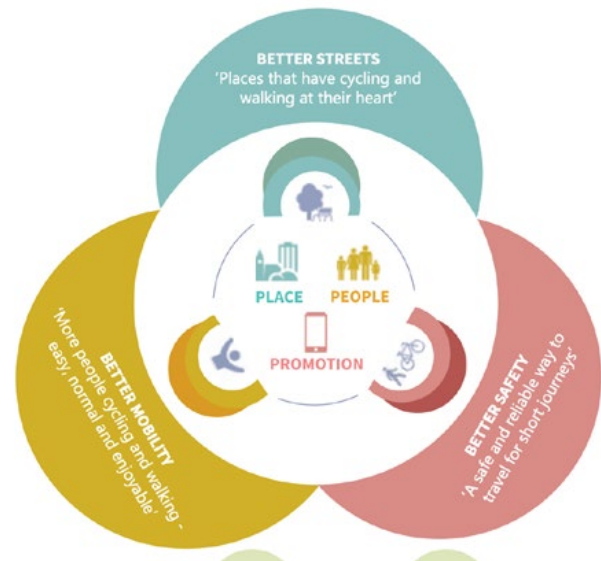 BETTER STREETS
'Places that have cycling and
walking at their heart'
PLACE
PEOPLE
PROMOTION
BETTER MOBILITY
'More people cycling and walking -
easy, normal and enjoyable'
BETTER SAFETY
'A safe and reliable way to
travel for short journeys'